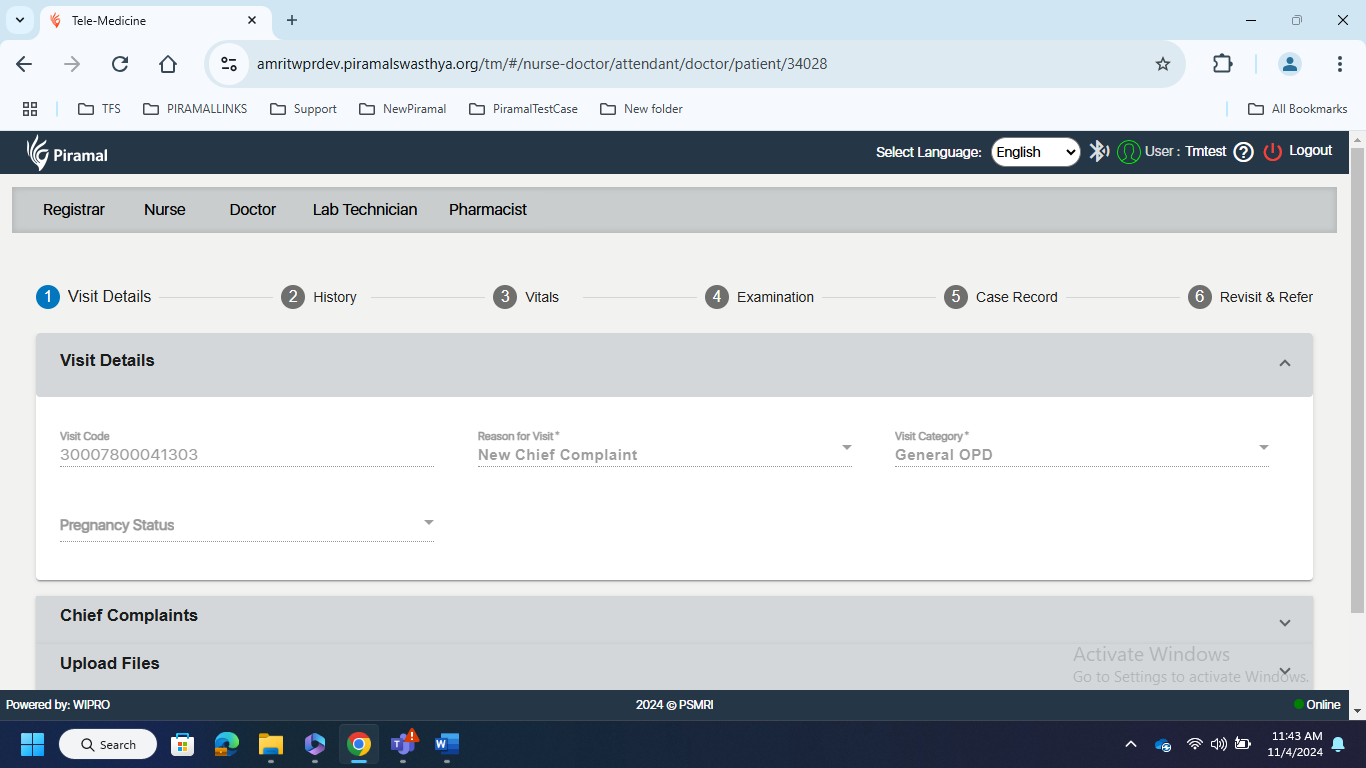 Tele-Medicine
amritwprdev.piramalswasthya.org/tm/#/nurse-doctor/attendant/doctor/patient/34028
TFS PIRAMALLINKS Support NewPiramal PiramalTestCase New folder All Bookmarks
Piramal Select Language: English User : Tmtest ? Logout
Registrar Nurse Doctor Lab Technician Pharmacist
1 Visit Details 2 History 3 Vitals 4 Examination 5 Case Record 6 Revisit & Refer
Visit Details
Visit Code Reason for Visit * Visit Category *
30007800041303 New Chief Complaint General OPD
Pregnancy Status
Chief Complaints
Upload Files
Activate Windows
Go to Settings to activate Windows.
Powered by: WIPRO 2024 © PSMRI Online
Search 11:43 AM
11/4/2024